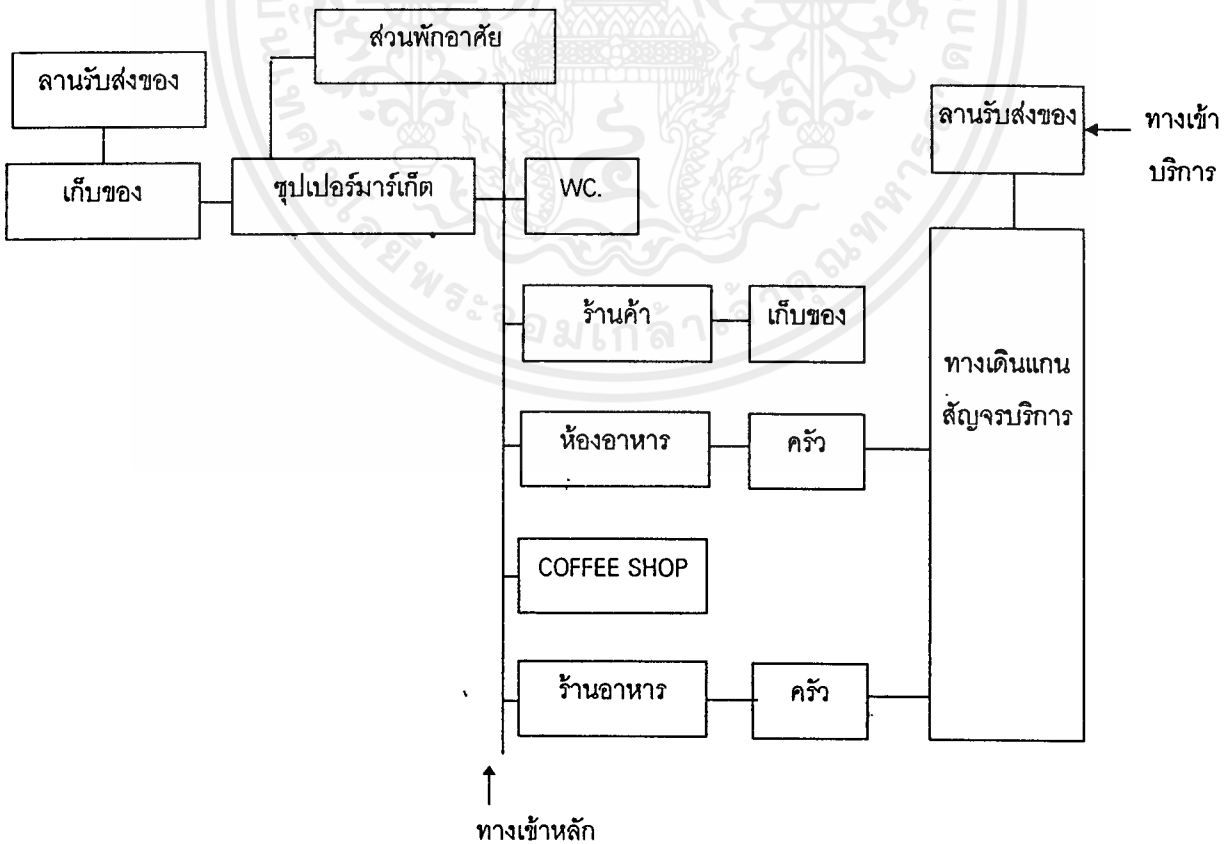 ส่วนพักอาศัย
ลานรับส่งของ
ลานรับส่งของ
ทางเข้า
บริการ
เก็บของ
ซุปเปอร์มาร์เก็ต
WC.
ร้านค้า
เก็บของ
ทางเดินแกน
สัญจรบริการ
ห้องอาหาร
ครัว
COFFEE SHOP
ร้านอาหาร
ครัว
ทางเข้าหลัก